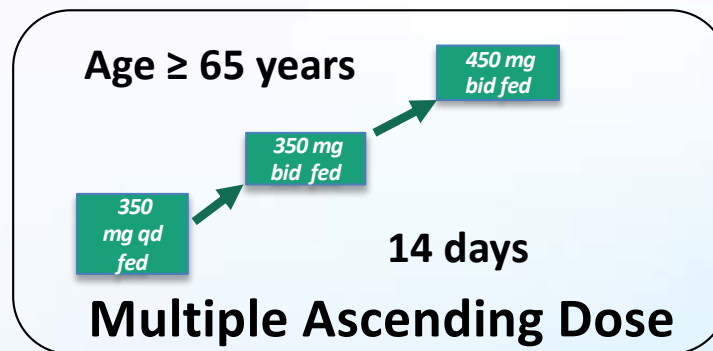 Age ≥ 65 years
450 mg
bid fed
350 mg
bid fed
350
mg qd
fed
14 days
Multiple Ascending Dose